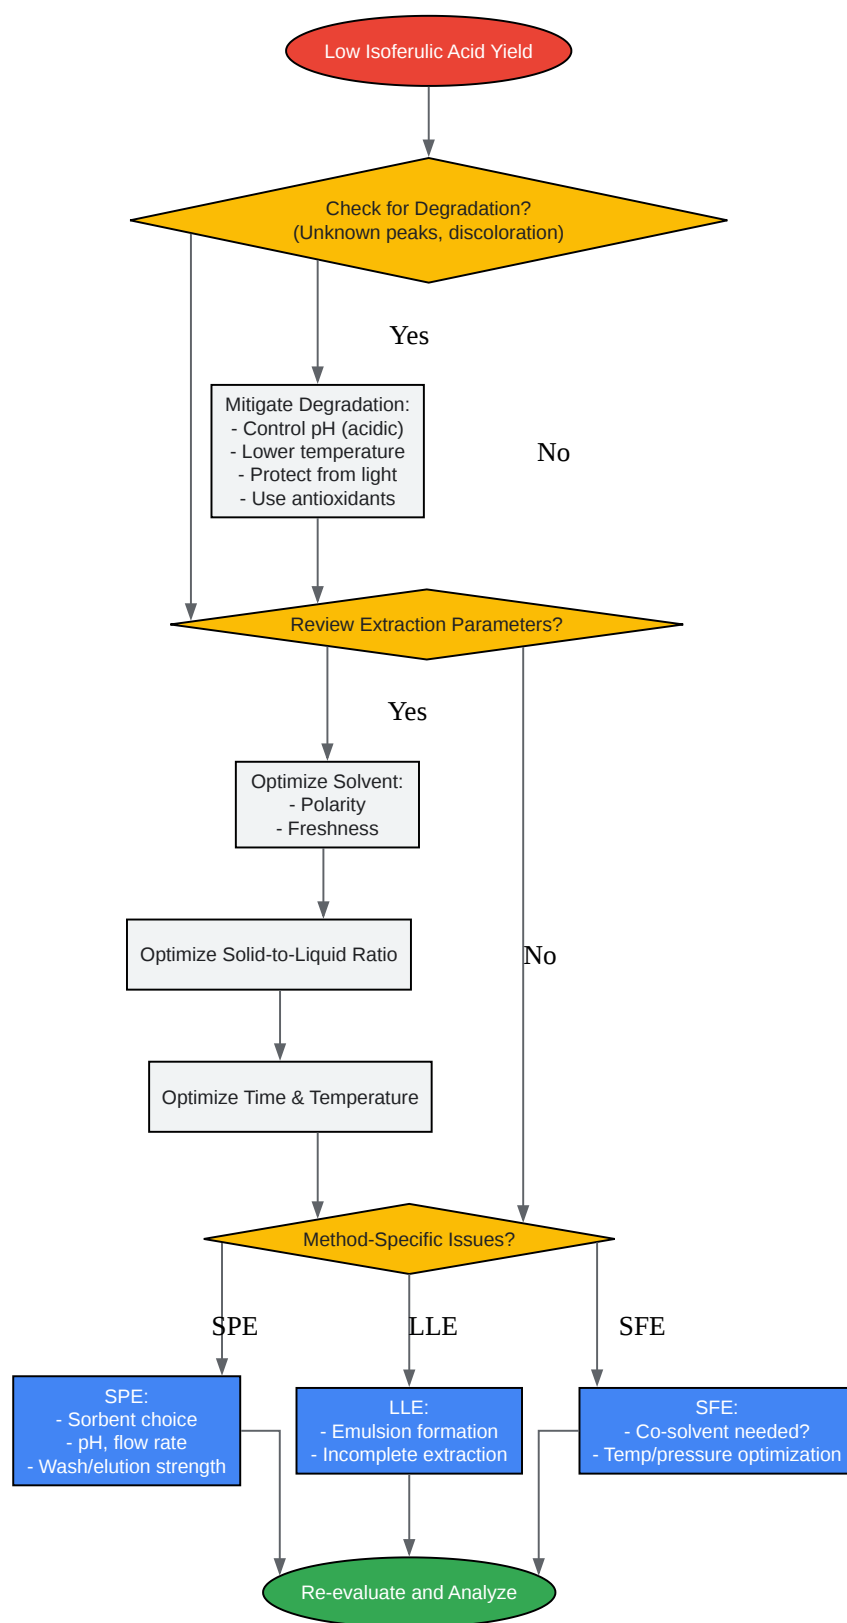 Low Isoferulic Acid Yield
Check for Degradation?
(Unknown peaks, discoloration)
Yes
Mitigate Degradation:
- Control pH (acidic)
- Lower temperature
- Protect from light
- Use antioxidants
No
Review Extraction Parameters?
Yes
Optimize Solvent:
- Polarity
- Freshness
Optimize Solid-to-Liquid Ratio
No
Optimize Time & Temperature
Method-Specific Issues?
SPE
LLE
SFE
SPE:
- Sorbent choice
- pH, flow rate
- Wash/elution strength
LLE:
- Emulsion formation
- Incomplete extraction
SFE:
- Co-solvent needed?
- Temp/pressure optimization
Re-evaluate and Analyze